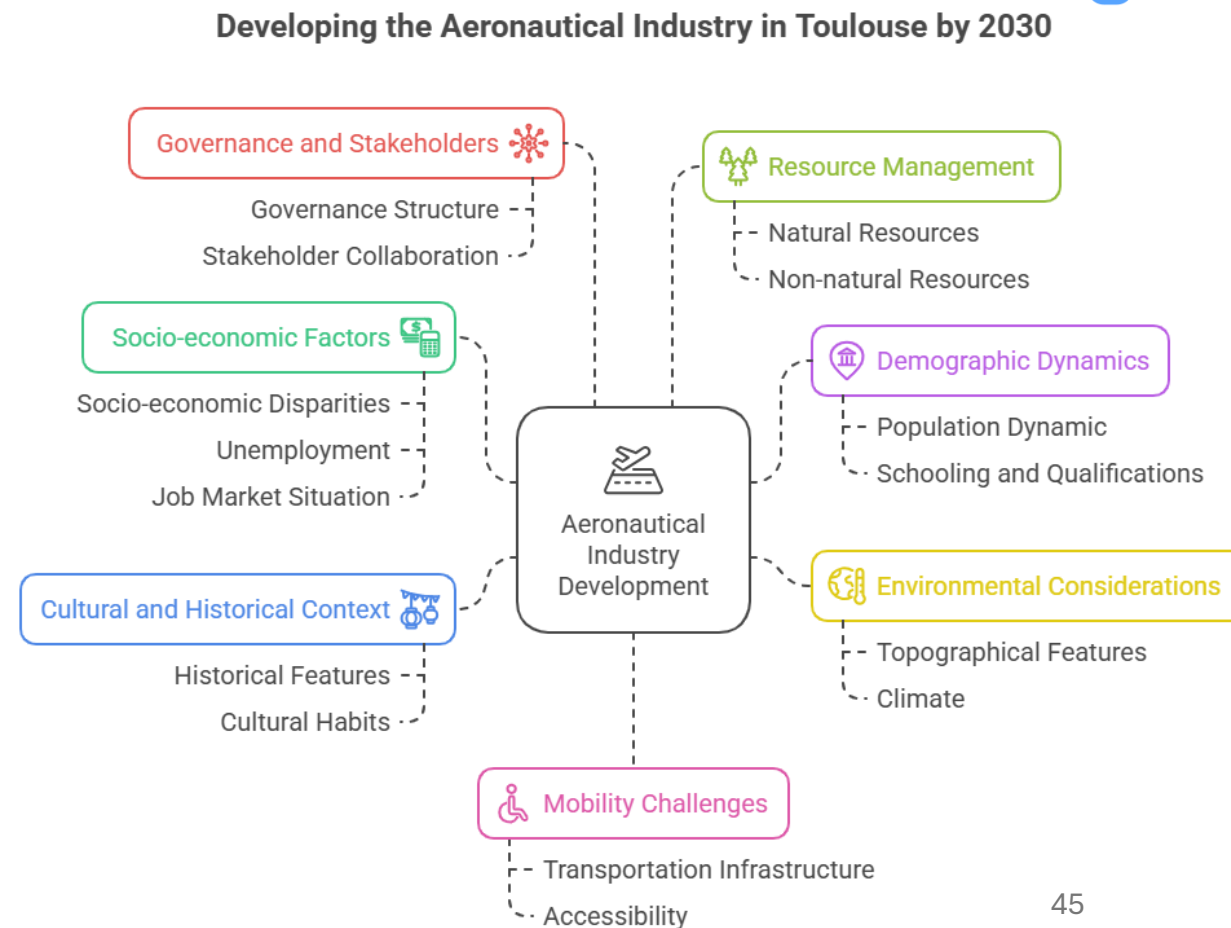 Developing the Aeronautical Industry in Toulouse by 2030
Governance and Stakeholders
Governance Structure
Stakeholder Collaboration
Socio-economic Factors
Socio-economic Disparities
Unemployment
Job Market Situation
Cultural and Historical Context
Historical Features
Cultural Habits
Resource Management
Natural Resources
Non-natural Resources
Demographic Dynamics
Population Dynamic
Schooling and Qualifications
Environmental Considerations
Topographical Features
Climate
Aeronautical
Industry
Development
Mobility Challenges
Transportation Infrastructure
Accessibility
45